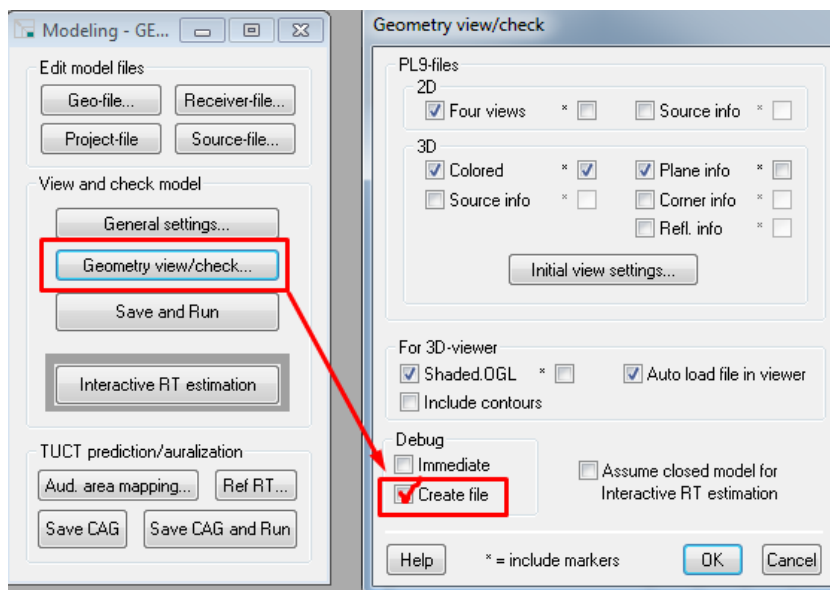 Modeling - GE...
Edit model files
Geo-file... Receiver-file...
Project-file Source-file...
View and check model
General settings...
Geometry view/check...
Save and Run
Interactive RT estimation
TUCT prediction/auralization
Aud. area mapping... Ref RT...
Save CAG Save CAG and Run
Geometry view/check
PL9-files
2D
Four views * Source info *
3D
Colored * Plane info *
Source info * Corner info *
Refl. info *
Initial view settings...
For 3D-viewer
Shaded.OGL * Auto load file in viewer
Include contours
Debug
Immediate
Create file
Assume closed model for
Interactive RT estimation
Help * = include markers OK Cancel